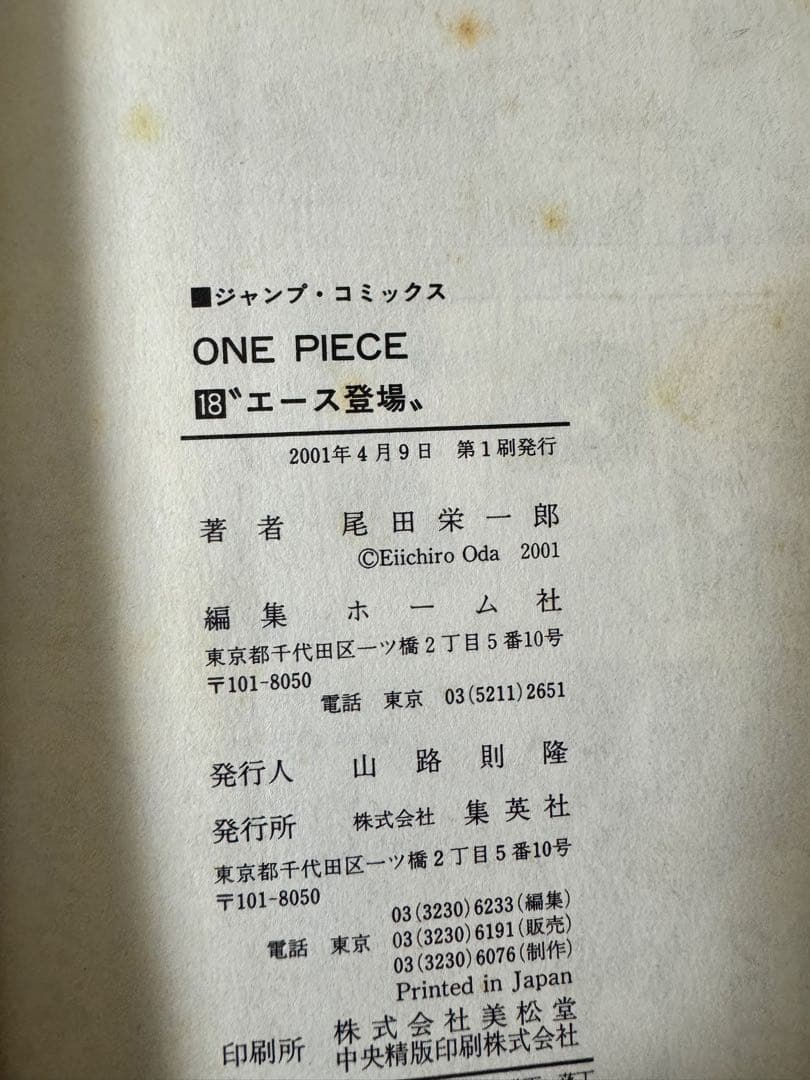 ■ジャンプ・コミックス
ONE PIECE
18〝エース登場〟
2001年4月9日 第1刷発行
著者 尾田栄一郎
©Eiichiro Oda 2001
編集 ホーム社
東京都千代田区一ツ橋2丁目5番10号
〒101-8050
電話 東京 03(5211)2651
発行人 山路則隆
発行所 株式会社 集英社
東京都千代田区一ツ橋2丁目5番10号
〒101-8050
03(3230)6233(編集)
電話 東京 03(3230)6191(販売)
03(3230)6076(制作)
Printed in Japan
印刷所 株式会社美松堂
中央精版印刷株式会社